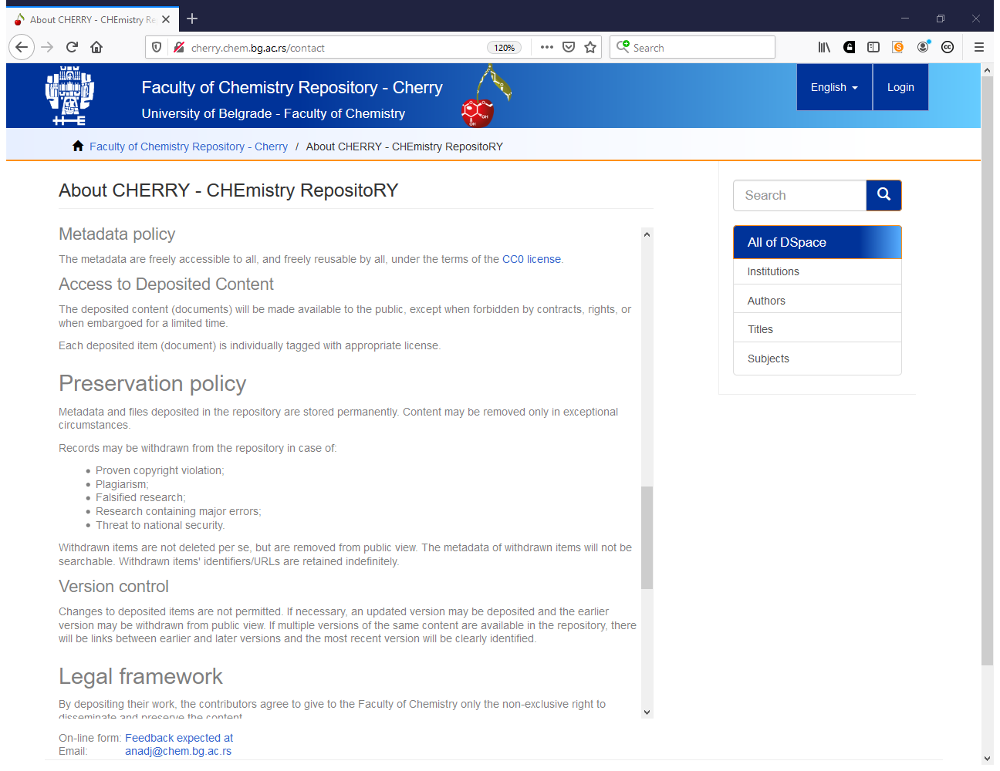 About CHERRY - CHEmistry Re
cherry.chem.bg.ac.rs/contact
120%
Search
Faculty of Chemistry Repository - Cherry
University of Belgrade - Faculty of Chemistry
English
Login
Faculty of Chemistry Repository - Cherry / About CHERRY - CHEmistry RepositoRY
About CHERRY - CHEmistry RepositoRY
Metadata policy
The metadata are freely accessible to all, and freely reusable by all, under the terms of the CC0 license.
Access to Deposited Content
The deposited content (documents) will be made available to the public, except when forbidden by contracts, rights, or
when embargoed for a limited time.
Each deposited item (document) is individually tagged with appropriate license.
Preservation policy
Metadata and files deposited in the repository are stored permanently. Content may be removed only in exceptional
circumstances.
Records may be withdrawn from the repository in case of:
Proven copyright violation;
Plagiarism;
Falsified research;
Research containing major errors;
Threat to national security.
Withdrawn items are not deleted per se, but are removed from public view. The metadata of withdrawn items will not be
searchable. Withdrawn items' identifiers/URLs are retained indefinitely.
Version control
Changes to deposited items are not permitted. If necessary, an updated version may be deposited and the earlier
version may be withdrawn from public view. If multiple versions of the same content are available in the repository, there
will be links between earlier and later versions and the most recent version will be clearly identified.
Legal framework
By depositing their work, the contributors agree to give to the Faculty of Chemistry only the non-exclusive right to
disseminate and preserve the content
On-line form: Feedback expected at
Email: anadj@chem.bg.ac.rs
Search
All of DSpace
Institutions
Authors
Titles
Subjects